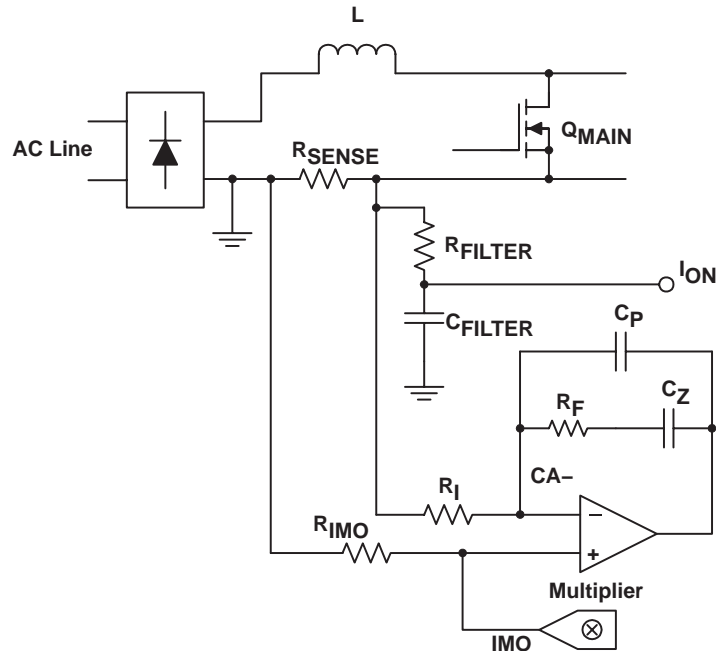 L
AC Line
RSENSE
QMAIN
RFILTER
ION
CFILTER
CP
RF
CZ
CA–
RI
–
RIMO
+
Multiplier
IMO